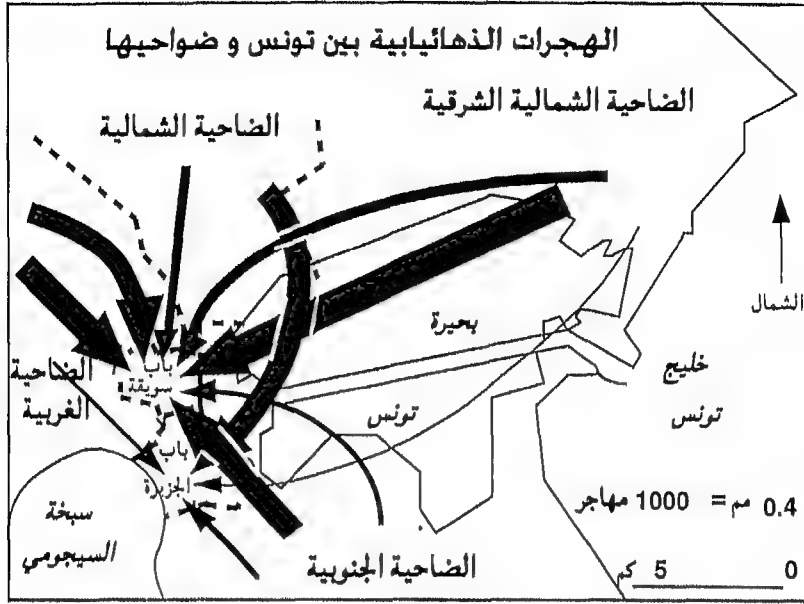 الهجرات الذهائيابية بين تونس و ضواحيها
الضاحية الشمالية الشرقية
الضاحية الشمالية
الشمال
بحيرة
تونس
خليج
تونس
باب
سويقة
الضاحية
الغربية
باب
الجزيرة
سبخة
السيجومي
الضاحية الجنوبية
0.4 مم = 1000 مهاجر
0 5 كم